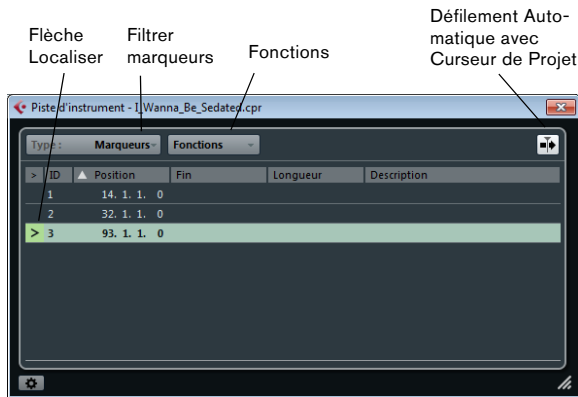 Flèche
Localiser
Filtrer
marqueurs
Fonctions
Défilement Auto-
matique avec
Curseur de Projet
Piste d'instrument - I_Wanna_Be_Sedated.cpr
Type : Marqueurs Fonctions
> ID Position Fin Longueur Description
1 14. 1. 1. 0
2 32. 1. 1. 0
> 3 93. 1. 1. 0